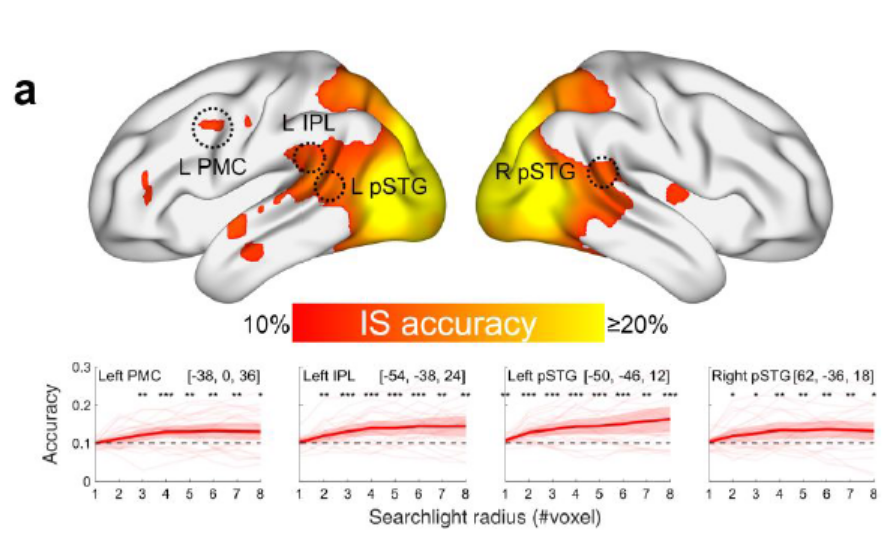 a
L IPL
L PMC
L pSTG
R pSTG
10% IS accuracy ≥20%
Left PMC [-38, 0, 36]
Left IPL [-54, -38, 24]
Left pSTG [-50, -46, 12]
Right pSTG [62, -36, 18]
Accuracy
0.3
0.2
0.1
0
** *** ** ** ** *
** *** *** *** *** ** **
** *** *** *** *** *** ** ***
* * ** ** ** ** *
1 2 3 4 5 6 7 8
1 2 3 4 5 6 7 8
1 2 3 4 5 6 7 8
1 2 3 4 5 6 7 8
Searchlight radius (#voxel)